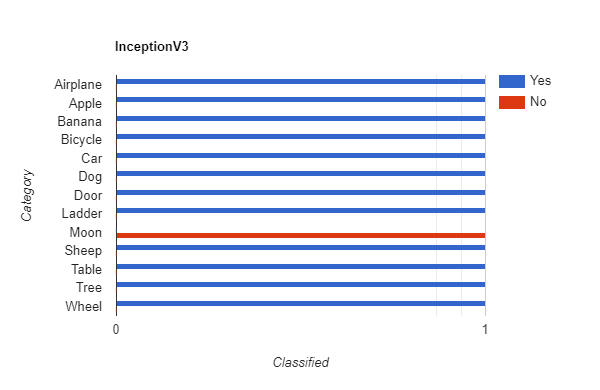 InceptionV3
Yes
No
Category
Airplane
Apple
Banana
Bicycle
Car
Dog
Door
Ladder
Moon
Sheep
Table
Tree
Wheel
0 1
Classified